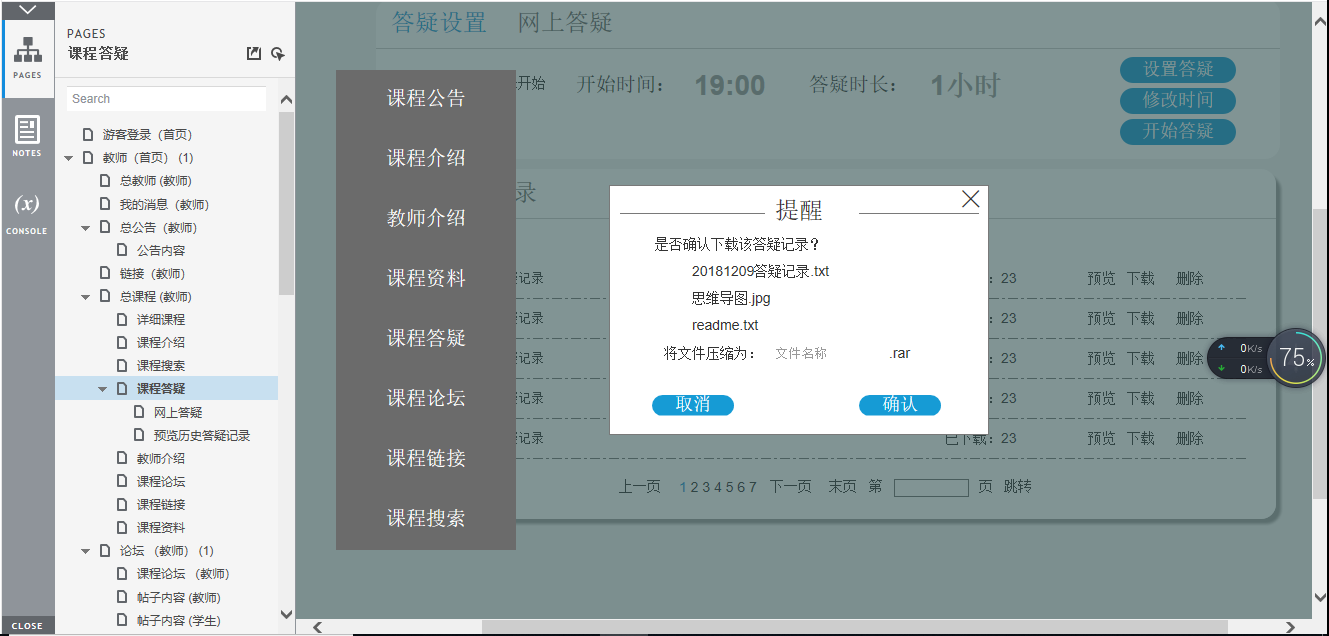 PAGES
NOTES
(x)
CONSOLE
CLOSE
PAGES
课程答疑
Search
游客登录（首页）
教师（首页） (1)
总教师 (教师)
我的消息（教师）
总公告（教师）
公告内容
链接（教师）
总课程 (教师)
详细课程
课程介绍
课程搜索
课程答疑
网上答疑
预览历史答疑记录
教师介绍
课程论坛
课程链接
课程资料
论坛 （教师） (1)
课程论坛 （教师）
帖子内容 (教师)
帖子内容 (学生)
课程公告
课程介绍
教师介绍
课程资料
课程答疑
课程论坛
课程链接
课程搜索
答疑设置 网上答疑
开始 开始时间： 19:00 答疑时长： 1小时
设置答疑
修改时间
开始答疑
录
记录 ：23 预览 下载 删除
记录 ：23 预览 下载 删除
记录 ：23 预览 下载 删除
记录 ：23 预览 下载 删除
记录 已下载：23 预览 下载 删除
上一页 1 2 3 4 5 6 7 下一页 末页 第 页 跳转
提醒
是否确认下载该答疑记录？
20181209答疑记录.txt
思维导图.jpg
readme.txt
将文件压缩为： 文件名称 .rar
取消 确认
0K/s
0K/s
75%